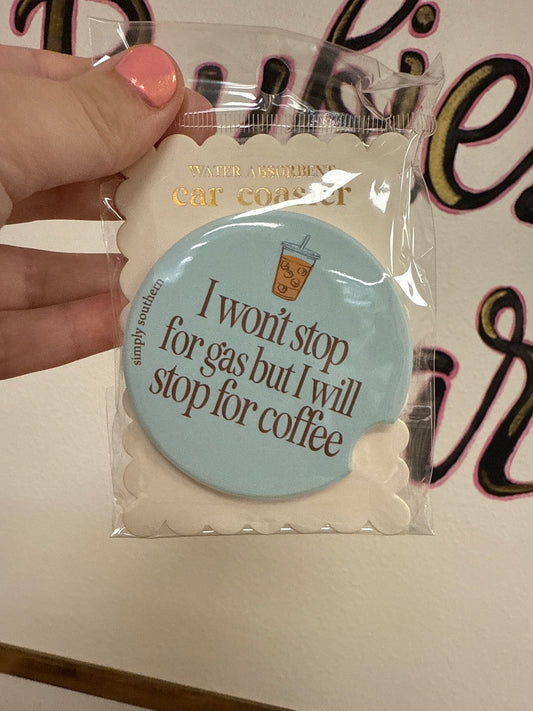 WATER ABSORBENT
car coaster
simply southern
I won't stop
for gas but I will
stop for coffee